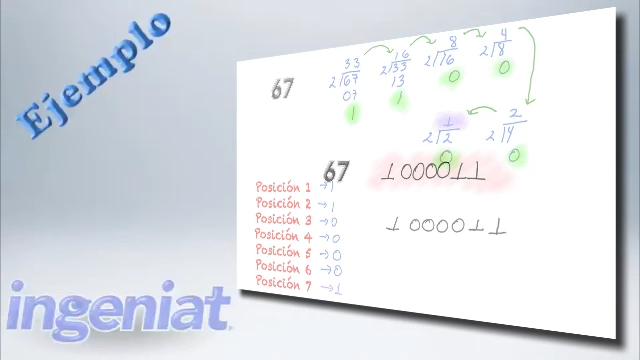 Ejemplo
67
33
2 67
07
1
16
2 33
13
1
8
2 16
0
4
2 8
0
2
2 4
0
1
2 2
0
67 1000011
Posición 1 → 1
Posición 2 → 1
Posición 3 → 0
Posición 4 → 0
Posición 5 → 0
Posición 6 → 0
Posición 7 → 1
1000011
ingeniat